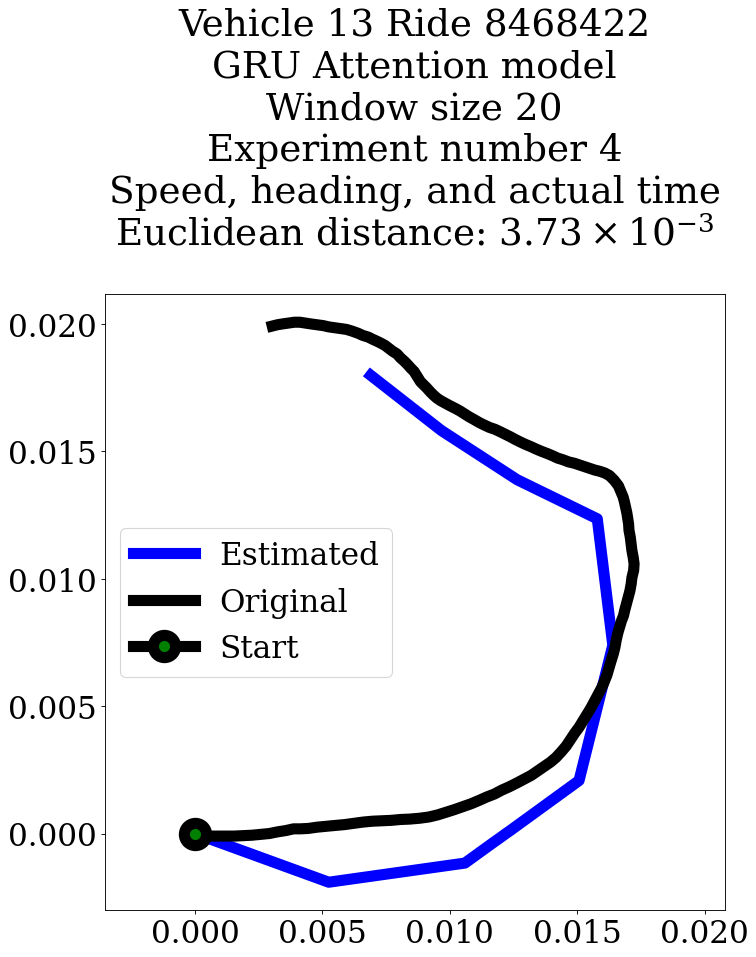 Vehicle 13 Ride 8468422
GRU Attention model
Window size 20
Experiment number 4
Speed, heading, and actual time
Euclidean distance: 3.73 × 10⁻³
0.020
0.015
0.010
0.005
0.000
Estimated
Original
Start
0.000 0.005 0.010 0.015 0.020